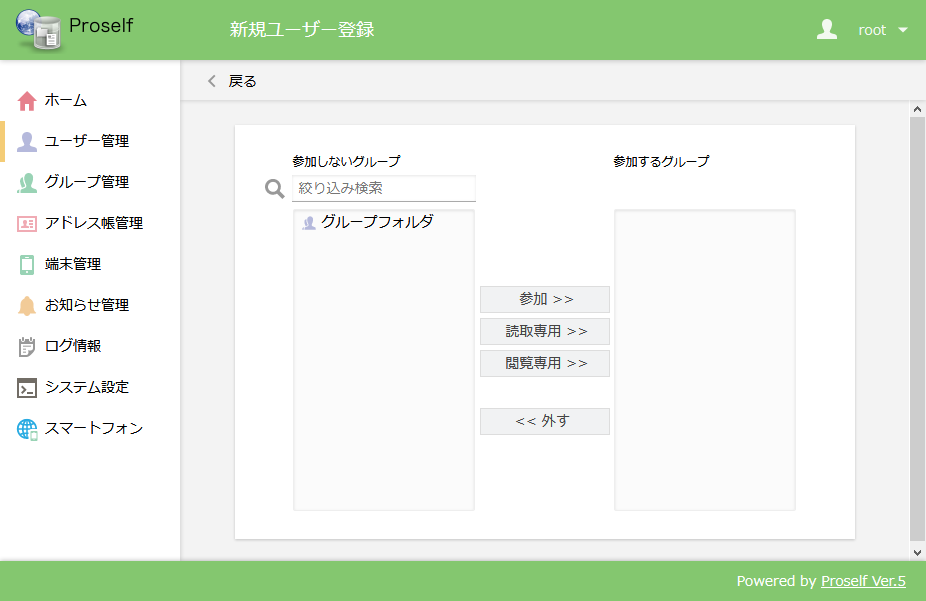 Proself
新規ユーザー登録
root
戻る
ホーム
ユーザー管理
グループ管理
アドレス帳管理
端末管理
お知らせ管理
ログ情報
システム設定
スマートフォン
参加しないグループ
絞り込み検索
グループフォルダ
参加 >>
読取専用 >>
閲覧専用 >>
<< 外す
参加するグループ
Powered by Proself Ver.5